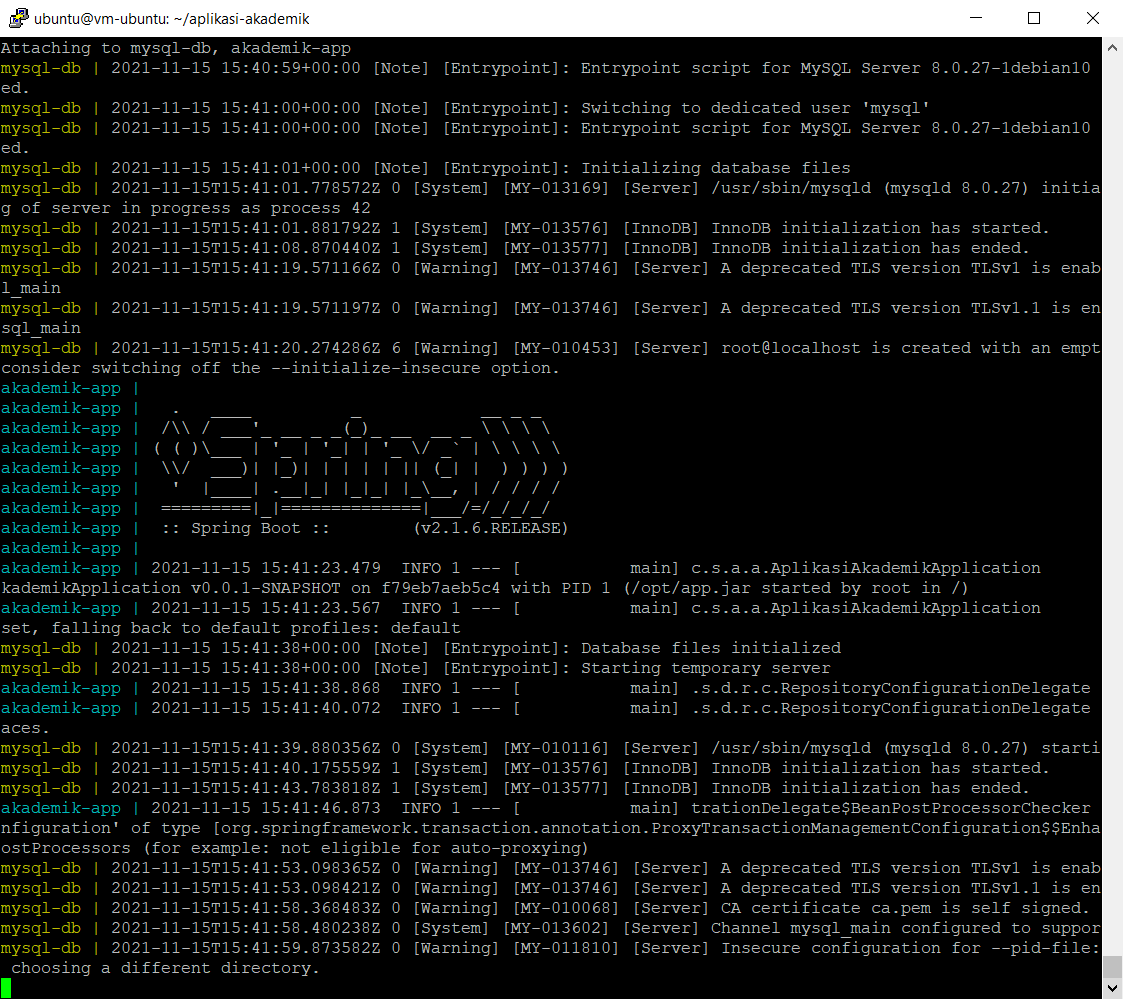 ubuntu@vm-ubuntu: ~/aplikasi-akademik
Attaching to mysql-db, akademik-app
mysql-db | 2021-11-15 15:40:59+00:00 [Note] [Entrypoint]: Entrypoint script for MySQL Server 8.0.27-1debian10
ed.
mysql-db | 2021-11-15 15:41:00+00:00 [Note] [Entrypoint]: Switching to dedicated user 'mysql'
mysql-db | 2021-11-15 15:41:00+00:00 [Note] [Entrypoint]: Entrypoint script for MySQL Server 8.0.27-1debian10
ed.
mysql-db | 2021-11-15 15:41:01+00:00 [Note] [Entrypoint]: Initializing database files
mysql-db | 2021-11-15T15:41:01.778572Z 0 [System] [MY-013169] [Server] /usr/sbin/mysqld (mysqld 8.0.27) initia
g of server in progress as process 42
mysql-db | 2021-11-15T15:41:01.881792Z 1 [System] [MY-013576] [InnoDB] InnoDB initialization has started.
mysql-db | 2021-11-15T15:41:08.870440Z 1 [System] [MY-013577] [InnoDB] InnoDB initialization has ended.
mysql-db | 2021-11-15T15:41:19.571166Z 0 [Warning] [MY-013746] [Server] A deprecated TLS version TLSv1 is enab
l_main
mysql-db | 2021-11-15T15:41:19.571197Z 0 [Warning] [MY-013746] [Server] A deprecated TLS version TLSv1.1 is en
sql_main
mysql-db | 2021-11-15T15:41:20.274286Z 6 [Warning] [MY-010453] [Server] root@localhost is created with an empt
consider switching off the --initialize-insecure option.
akademik-app |
akademik-app |   .   ____          _            __ _ _
akademik-app |  /\\ / ___'_ __ _ _(_)_ __  __ _ \ \ \ \
akademik-app | ( ( )\___ | '_ | '_| | '_ \/ _` | \ \ \ \
akademik-app |  \\/  ___)| |_)| | | | | || (_| |  ) ) ) )
akademik-app |   '  |____| .__|_| |_|_| |_\__, | / / / /
akademik-app |  =========|_|==============|___/=/_/_/_/
akademik-app |  :: Spring Boot ::        (v2.1.6.RELEASE)
akademik-app |
akademik-app | 2021-11-15 15:41:23.479  INFO 1 --- [           main] c.s.a.a.AplikasiAkademikApplication
kademikApplication v0.0.1-SNAPSHOT on f79eb7aeb5c4 with PID 1 (/opt/app.jar started by root in /)
akademik-app | 2021-11-15 15:41:23.567  INFO 1 --- [           main] c.s.a.a.AplikasiAkademikApplication
set, falling back to default profiles: default
mysql-db | 2021-11-15 15:41:38+00:00 [Note] [Entrypoint]: Database files initialized
mysql-db | 2021-11-15 15:41:38+00:00 [Note] [Entrypoint]: Starting temporary server
akademik-app | 2021-11-15 15:41:38.868  INFO 1 --- [           main] .s.d.r.c.RepositoryConfigurationDelegate
akademik-app | 2021-11-15 15:41:40.072  INFO 1 --- [           main] .s.d.r.c.RepositoryConfigurationDelegate
aces.
mysql-db | 2021-11-15T15:41:39.880356Z 0 [System] [MY-010116] [Server] /usr/sbin/mysqld (mysqld 8.0.27) starti
mysql-db | 2021-11-15T15:41:40.175559Z 1 [System] [MY-013576] [InnoDB] InnoDB initialization has started.
mysql-db | 2021-11-15T15:41:43.783818Z 1 [System] [MY-013577] [InnoDB] InnoDB initialization has ended.
akademik-app | 2021-11-15 15:41:46.873  INFO 1 --- [           main] trationDelegate$BeanPostProcessorChecker
nfiguration' of type [org.springframework.transaction.annotation.ProxyTransactionManagementConfiguration$$Enha
ostProcessors (for example: not eligible for auto-proxying)
mysql-db | 2021-11-15T15:41:53.098365Z 0 [Warning] [MY-013746] [Server] A deprecated TLS version TLSv1 is enab
mysql-db | 2021-11-15T15:41:53.098421Z 0 [Warning] [MY-013746] [Server] A deprecated TLS version TLSv1.1 is en
mysql-db | 2021-11-15T15:41:58.368483Z 0 [Warning] [MY-010068] [Server] CA certificate ca.pem is self signed.
mysql-db | 2021-11-15T15:41:58.480238Z 0 [System] [MY-013602] [Server] Channel mysql_main configured to suppor
mysql-db | 2021-11-15T15:41:59.873582Z 0 [Warning] [MY-011810] [Server] Insecure configuration for --pid-file:
 choosing a different directory.